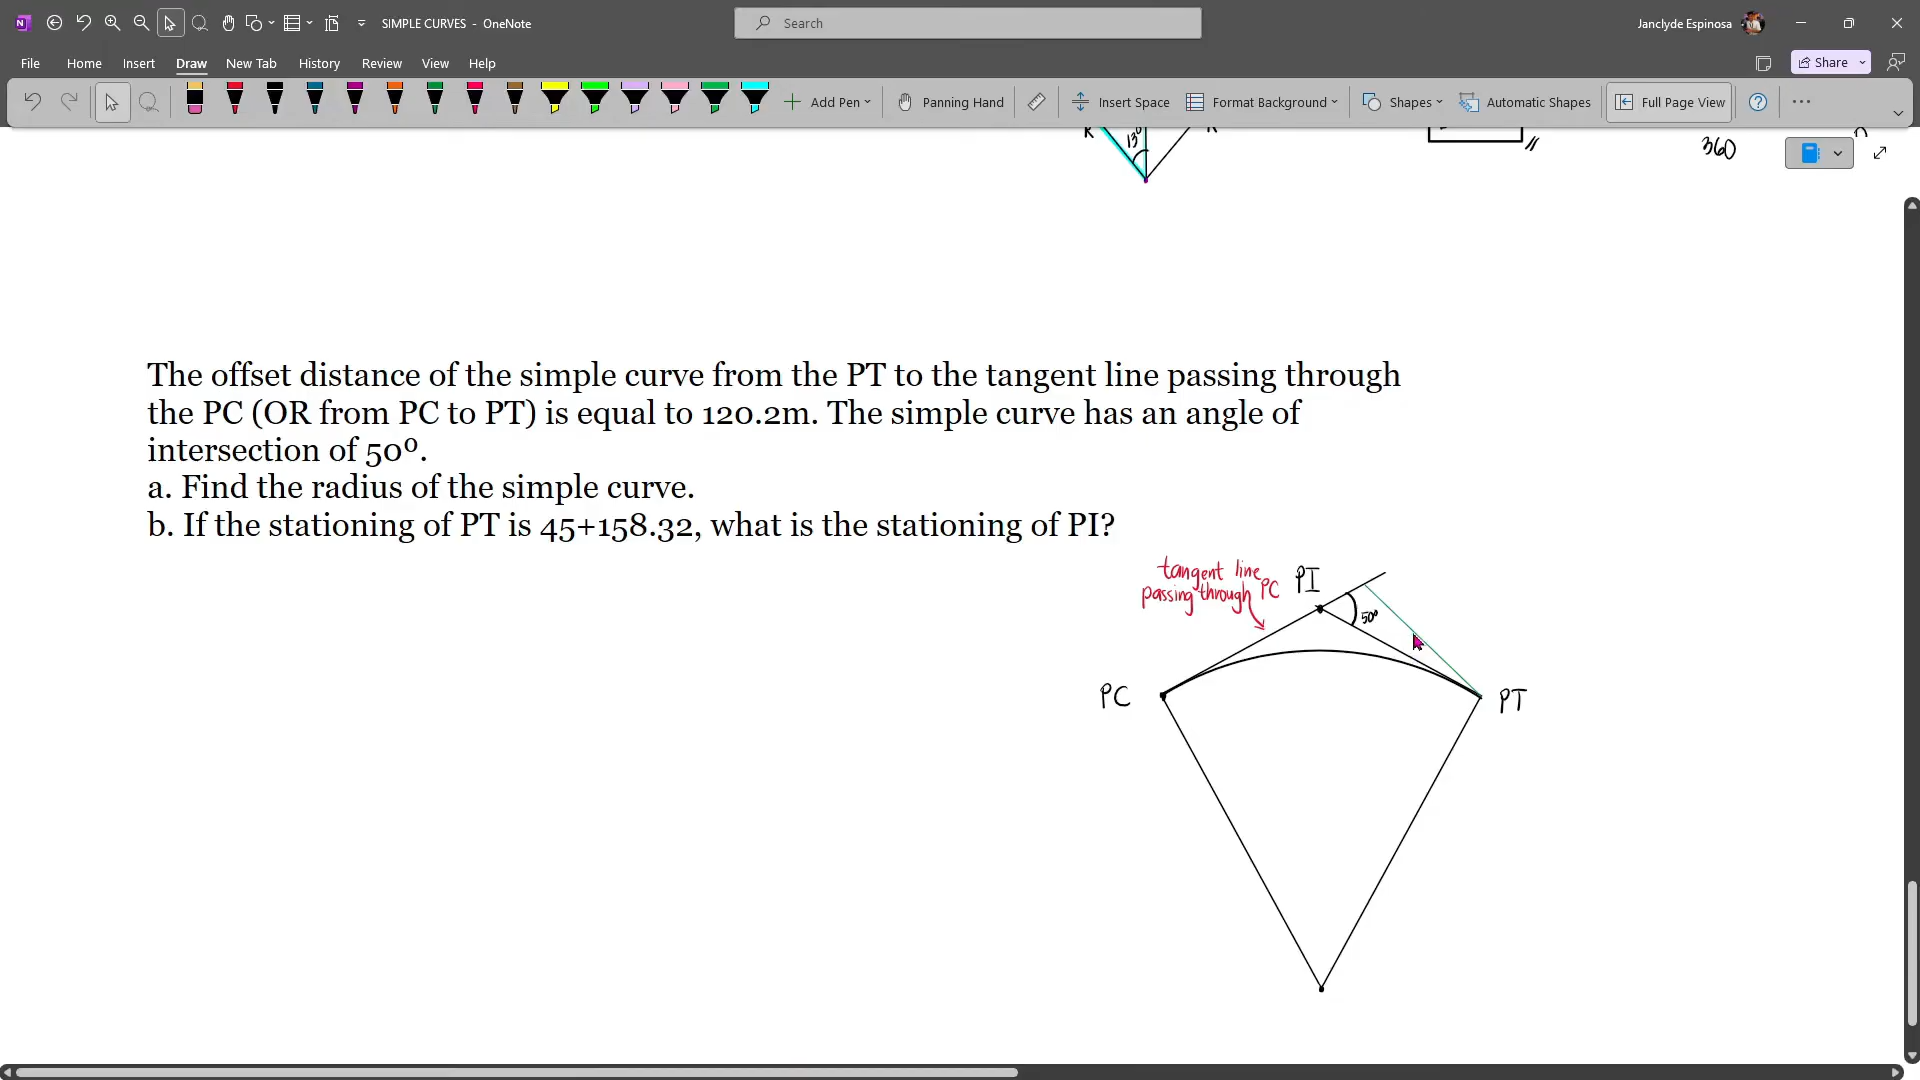 SIMPLE CURVES - OneNote
Search
Janclyde Espinosa
File Home Insert Draw New Tab History Review View Help
Share
Add Pen
Panning Hand
Insert Space
Format Background
Shapes
Automatic Shapes
Full Page View
R
13°
360
The offset distance of the simple curve from the PT to the tangent line passing through
the PC (OR from PC to PT) is equal to 120.2m. The simple curve has an angle of
intersection of 50º.
a. Find the radius of the simple curve.
b. If the stationing of PT is 45+158.32, what is the stationing of PI?
tangent line
passing through PC
PI
50°
PC
PT